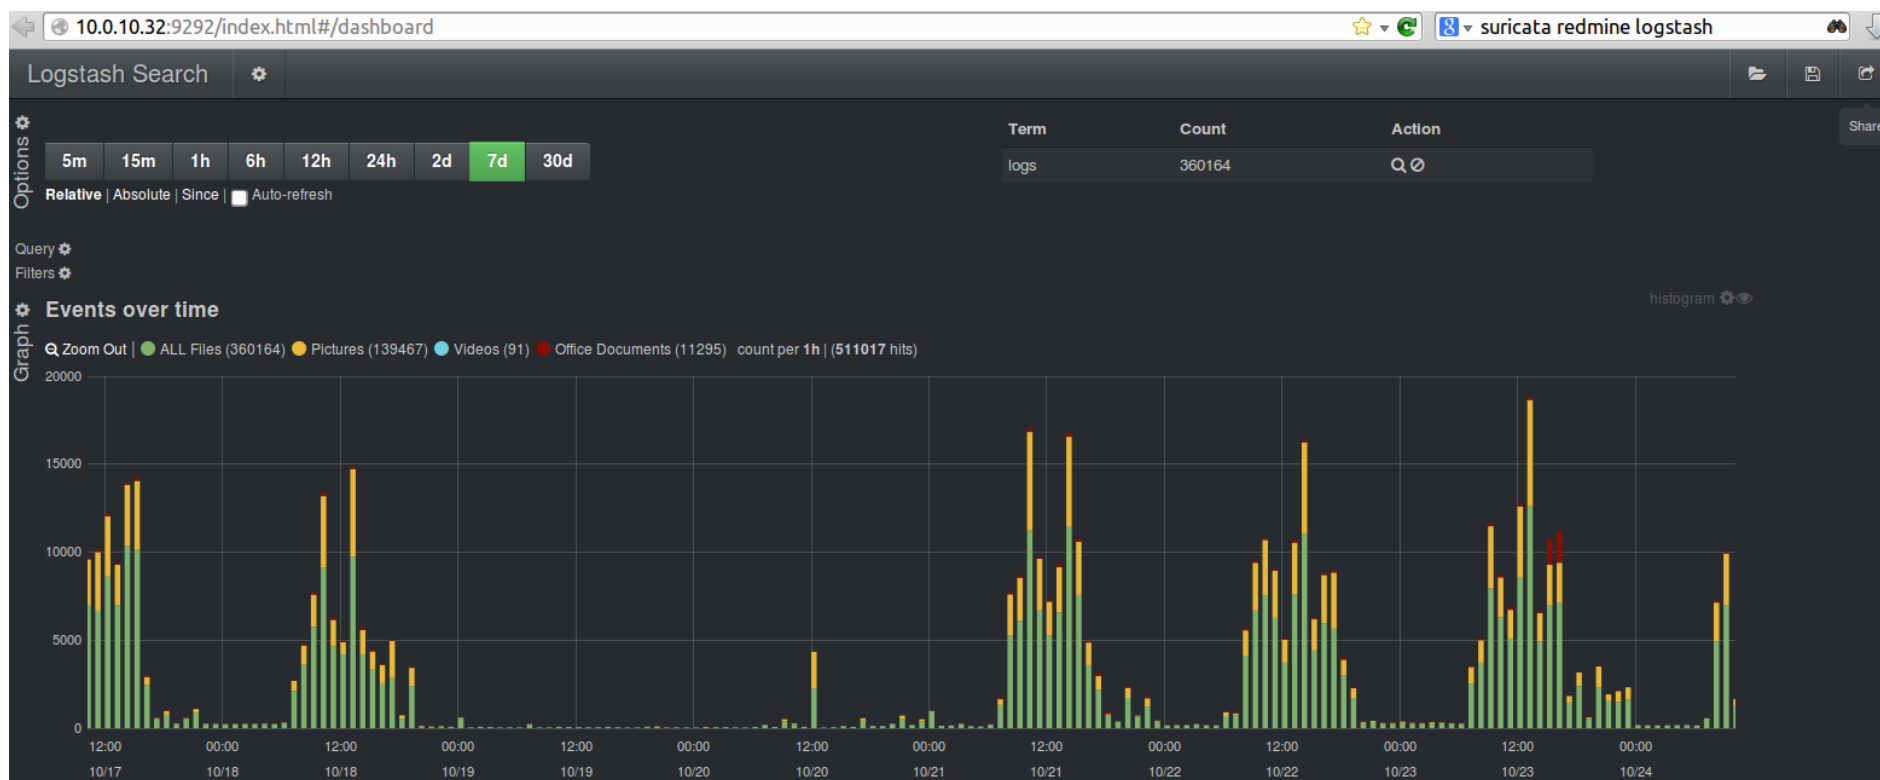 10.0.10.32:9292/index.html#/dashboard
suricata redmine logstash
Logstash Search
Share
Options
5m 15m 1h 6h 12h 24h 2d 7d 30d
Relative | Absolute | Since | Auto-refresh
Term Count Action
logs 360164
Query
Filters
Graph
Events over time
histogram
Zoom Out | ALL Files (360164) Pictures (139467) Videos (91) Office Documents (11295) count per 1h | (511017 hits)
20000
15000
10000
5000
0
12:00 00:00 12:00 00:00 12:00 00:00 12:00 00:00 12:00 00:00 12:00 00:00 12:00 00:00
10/17 10/18 10/18 10/19 10/19 10/20 10/20 10/21 10/21 10/22 10/22 10/23 10/23 10/24